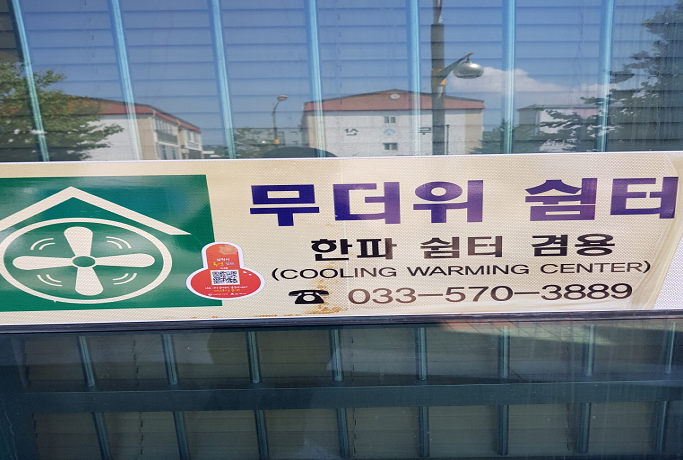 무더위 쉼터
한파 쉼터 겸용
(COOLING WARMING CENTER)
☎ 033-570-3889